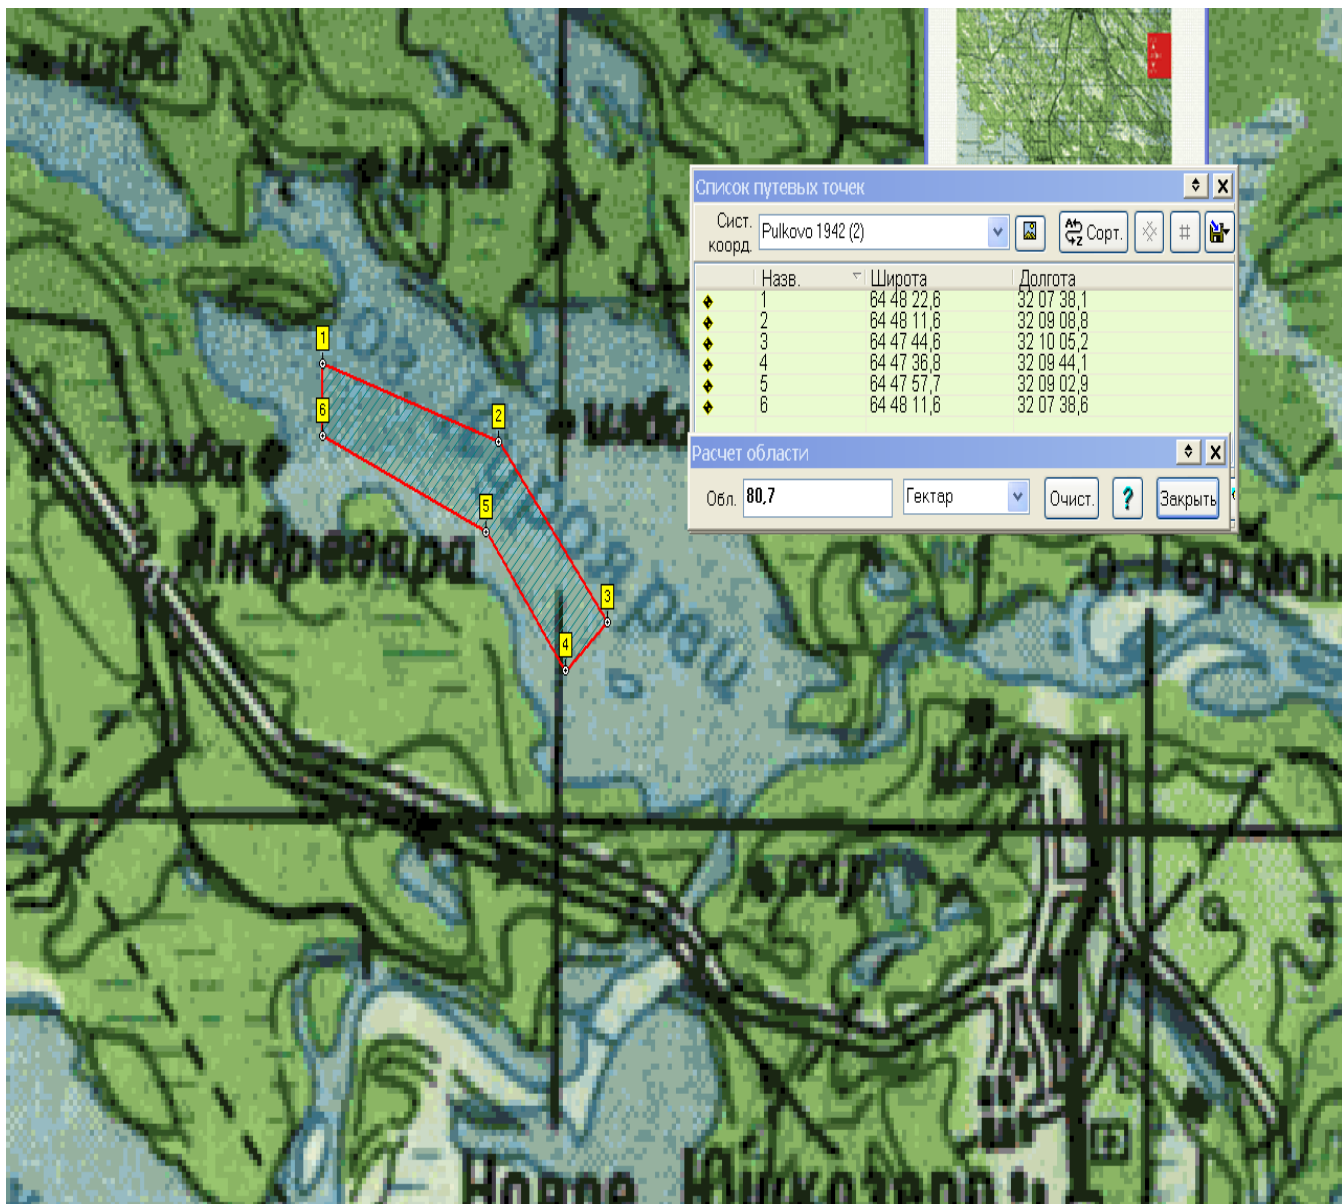 изба
изба
Список путевых точек
Сист. коорд.
Pulkovo 1942 (2)
Сорт.
Назв. Широта Долгота
1 64 48 22,6 32 07 38,1
2 64 48 11,6 32 09 08,8
3 64 47 44,6 32 10 05,2
4 64 47 36,8 32 09 44,1
5 64 47 57,7 32 09 02,9
6 64 48 11,6 32 07 38,6
Расчет области
Обл. 80,7 Гектар Очист. ? Закрыть
1
6
2
изба
изба
5
Андреваара
3
4
изба
кар.
Новое Юшкозеро